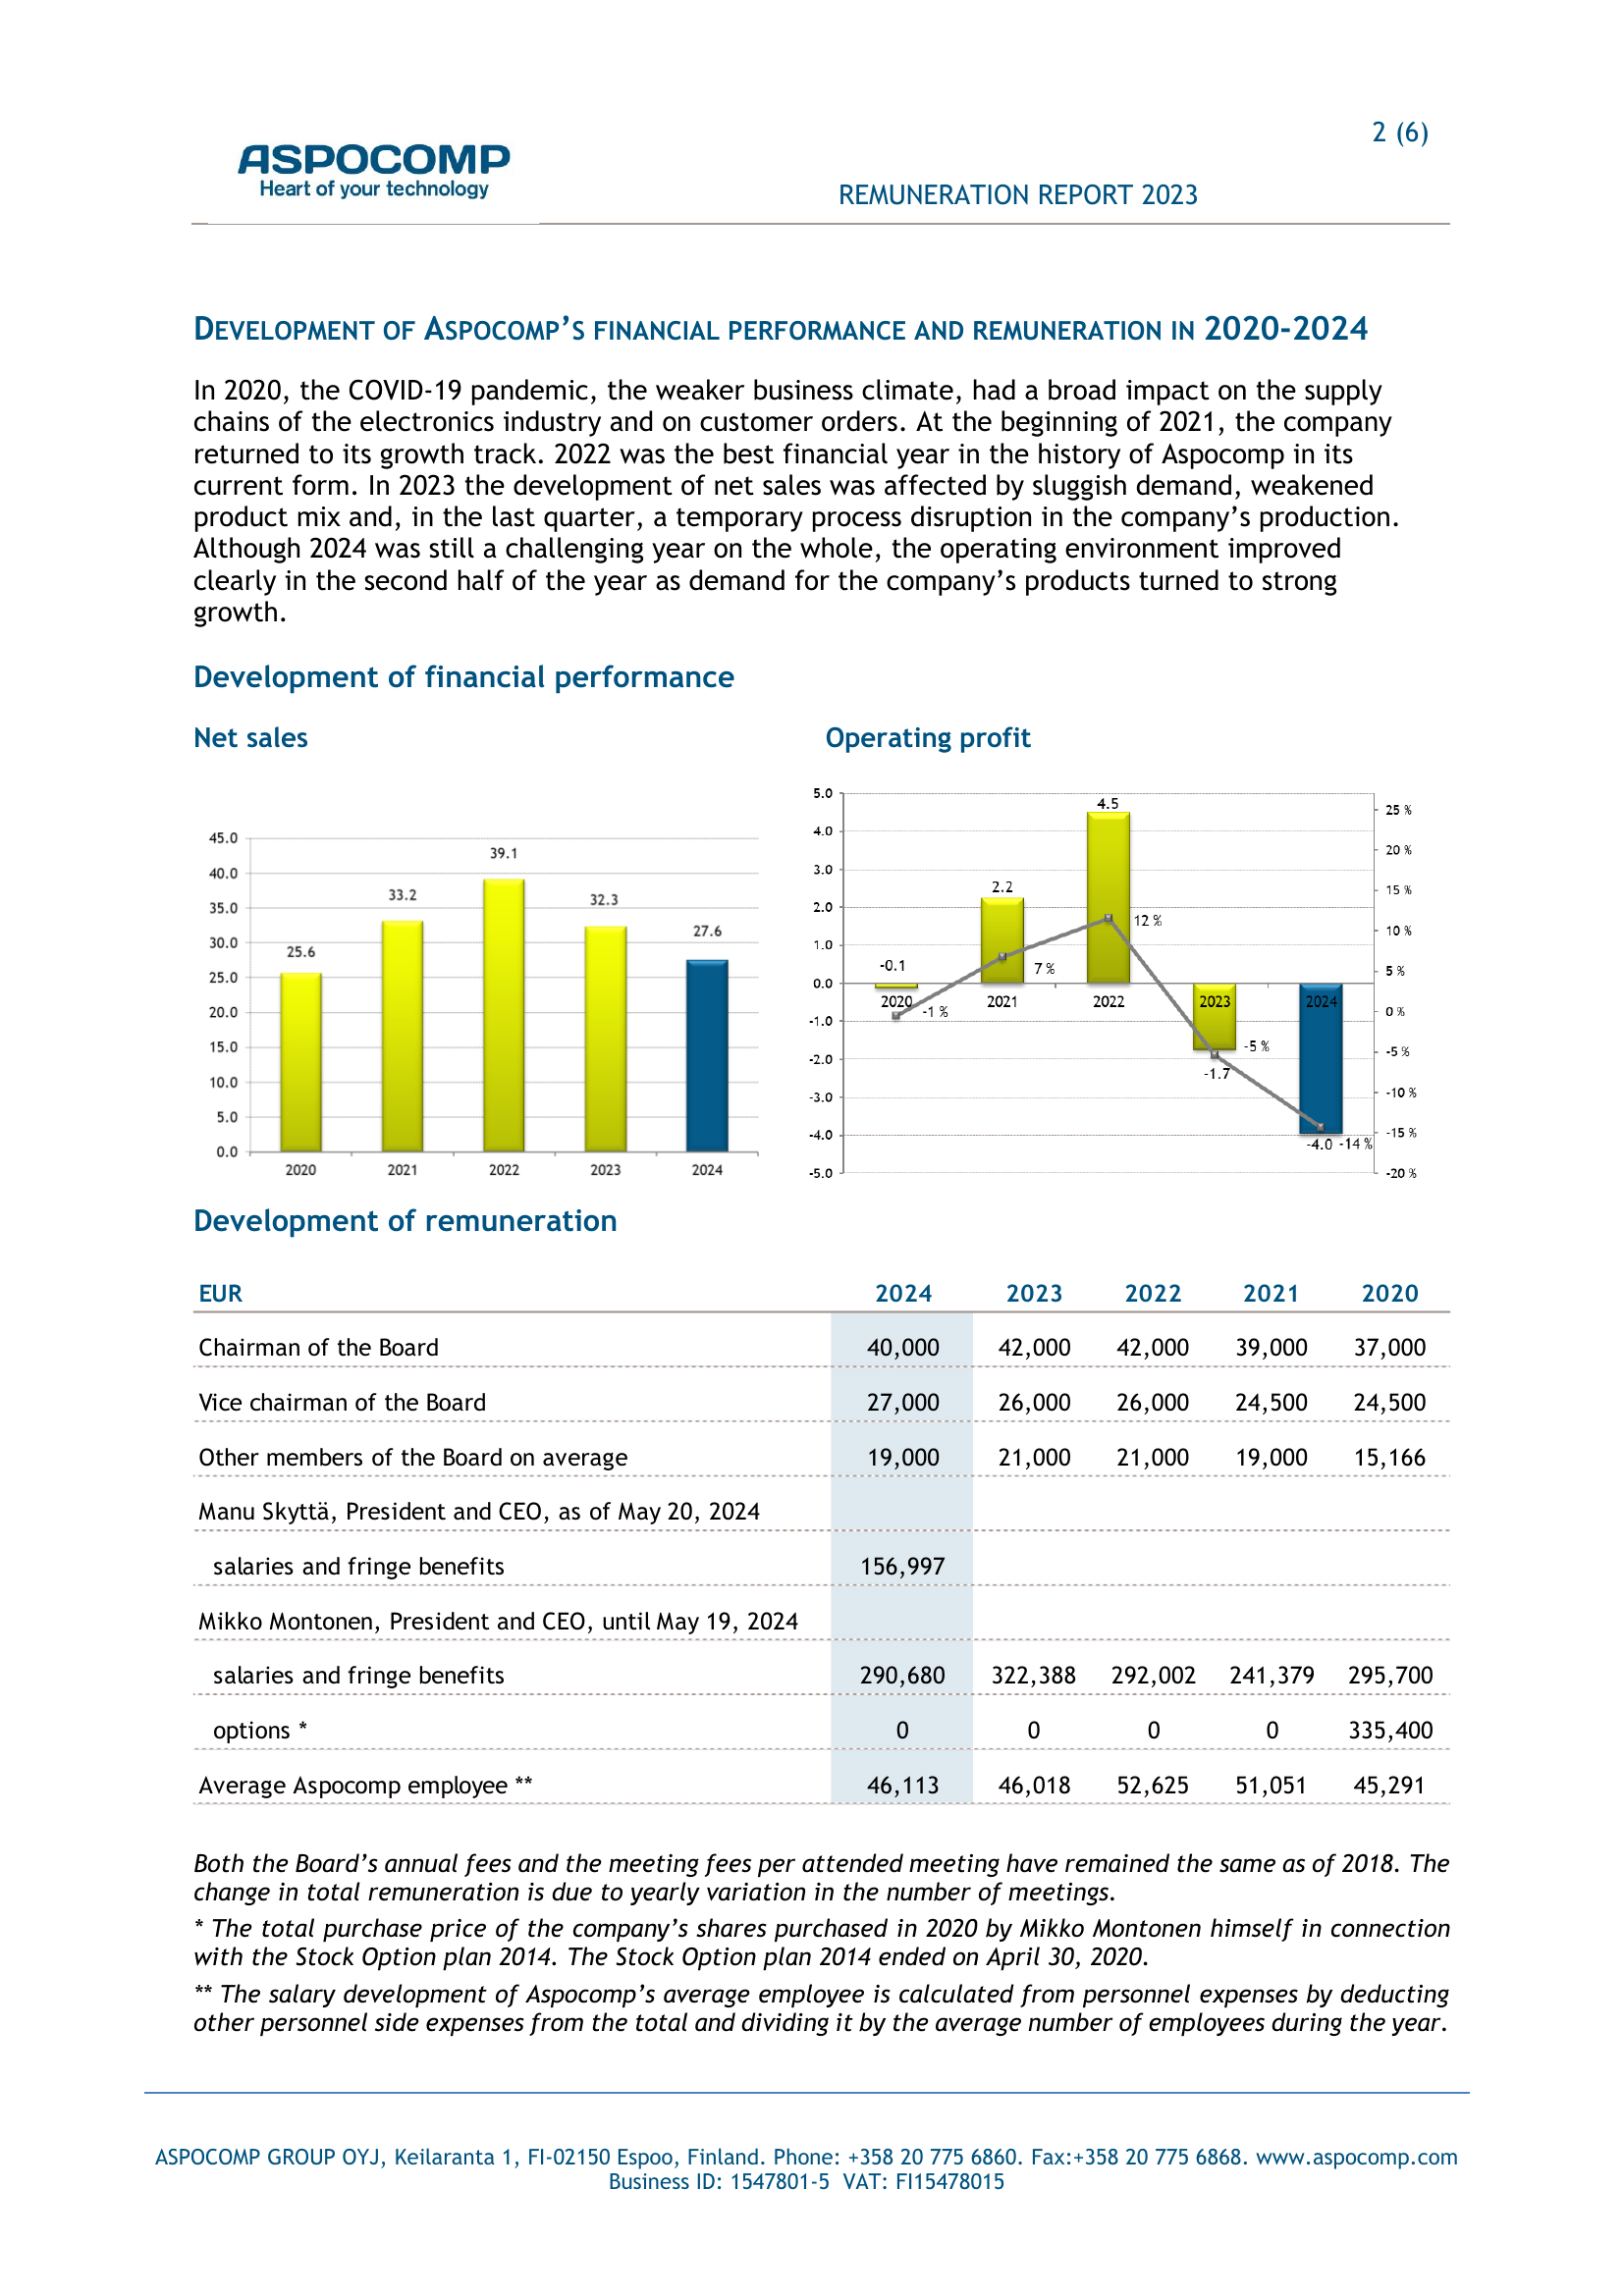 2 (6)
ASPOCOMP
Heart of your technology
REMUNERATION REPORT 2023
DEVELOPMENT OF ASPOCOMP'S FINANCIAL PERFORMANCE AND REMUNERATION IN 2020-2024
In 2020, the COVID-19 pandemic, the weaker business climate, had a broad impact on the supply
chains of the electronics industry and on customer orders. At the beginning of 2021, the company
returned to its growth track. 2022 was the best financial year in the history of Aspocomp in its
current form. In 2023 the development of net sales was affected by sluggish demand, weakened
product mix and, in the last quarter, a temporary process disruption in the company's production.
Although 2024 was still a challenging year on the whole, the operating environment improved
clearly in the second half of the year as demand for the company's products turned to strong
growth.
Development of financial performance
Net sales
45.0
40.0
35.0
30.0
25.0
20.0
15.0
10.0
5.0
0.0
25.6
33.2
39.1
32.3
27.6
2020 2021 2022 2023 2024
Operating profit
5.0
4.0
3.0
2.0
1.0
0.0
-1.0
-2.0
-3.0
-4.0
-5.0
-0.1
2.2
4.5
-1.7
-4.0
-1 %
7 %
12 %
-5 %
-14 %
2020 2021 2022 2023 2024
25 %
20 %
15 %
10 %
5 %
0 %
-5 %
-10 %
-15 %
-20 %
Development of remuneration
EUR 2024 2023 2022 2021 2020
Chairman of the Board 40,000 42,000 42,000 39,000 37,000
Vice chairman of the Board 27,000 26,000 26,000 24,500 24,500
Other members of the Board on average 19,000 21,000 21,000 19,000 15,166
Manu Skyttä, President and CEO, as of May 20, 2024
salaries and fringe benefits 156,997
Mikko Montonen, President and CEO, until May 19, 2024
salaries and fringe benefits 290,680 322,388 292,002 241,379 295,700
options * 0 0 0 0 335,400
Average Aspocomp employee ** 46,113 46,018 52,625 51,051 45,291
Both the Board's annual fees and the meeting fees per attended meeting have remained the same as of 2018. The
change in total remuneration is due to yearly variation in the number of meetings.
* The total purchase price of the company's shares purchased in 2020 by Mikko Montonen himself in connection
with the Stock Option plan 2014. The Stock Option plan 2014 ended on April 30, 2020.
** The salary development of Aspocomp's average employee is calculated from personnel expenses by deducting
other personnel side expenses from the total and dividing it by the average number of employees during the year.
ASPOCOMP GROUP OYJ, Keilaranta 1, FI-02150 Espoo, Finland. Phone: +358 20 775 6860. Fax:+358 20 775 6868. www.aspocomp.com
Business ID: 1547801-5 VAT: FI15478015